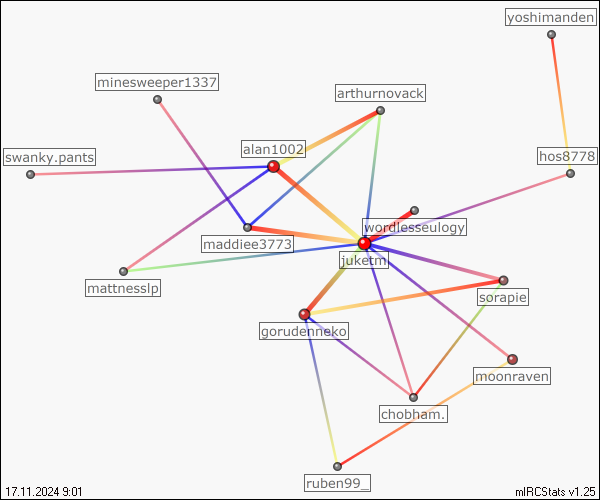 yoshimanden
minesweeper1337
arthurnovack
alan1002
swanky.pants
hos8778
wordlesseulogy
maddiee3773
juketm
mattnesslp
sorapie
gorudenneko
moonraven
chobham.
ruben99_
17.11.2024 9:01
mIRCStats v1.25